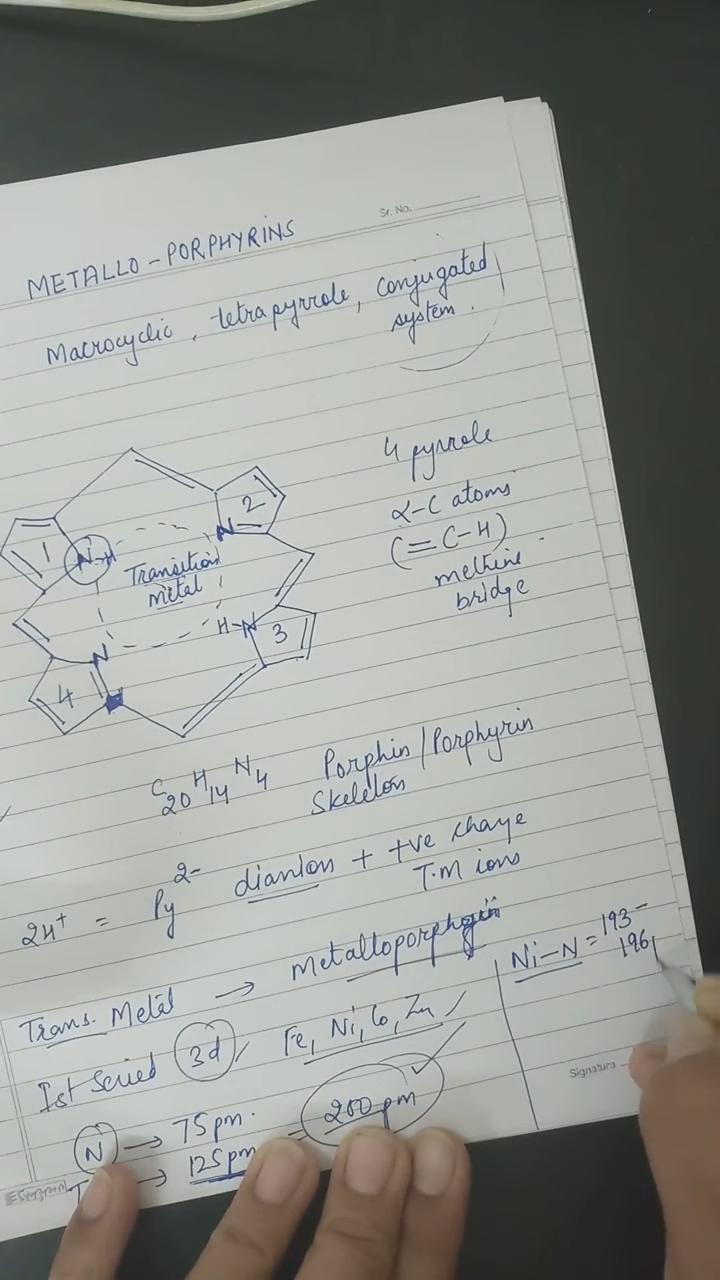 Sr. No.
METALLO-PORPHYRINS
Macrocyclic, tetrapyrrole, conjugated
system.
4 pyrrole
α-C atoms
(=C-H)
methine
bridge
1
N-H
2
N
Transition
metal
H-N
3
N
4
C20H14N4 Porphin/Porphyrin
Skeleton
2H+ = Py2- dianion + +ve charge
T.M ions
Trans. Metal → Metalloporphyrin
Ist Series 3d, Fe, Ni, Co, Zn
Ni-N = 193-
196
N → 75pm.
T → 125pm = 200pm
Signature